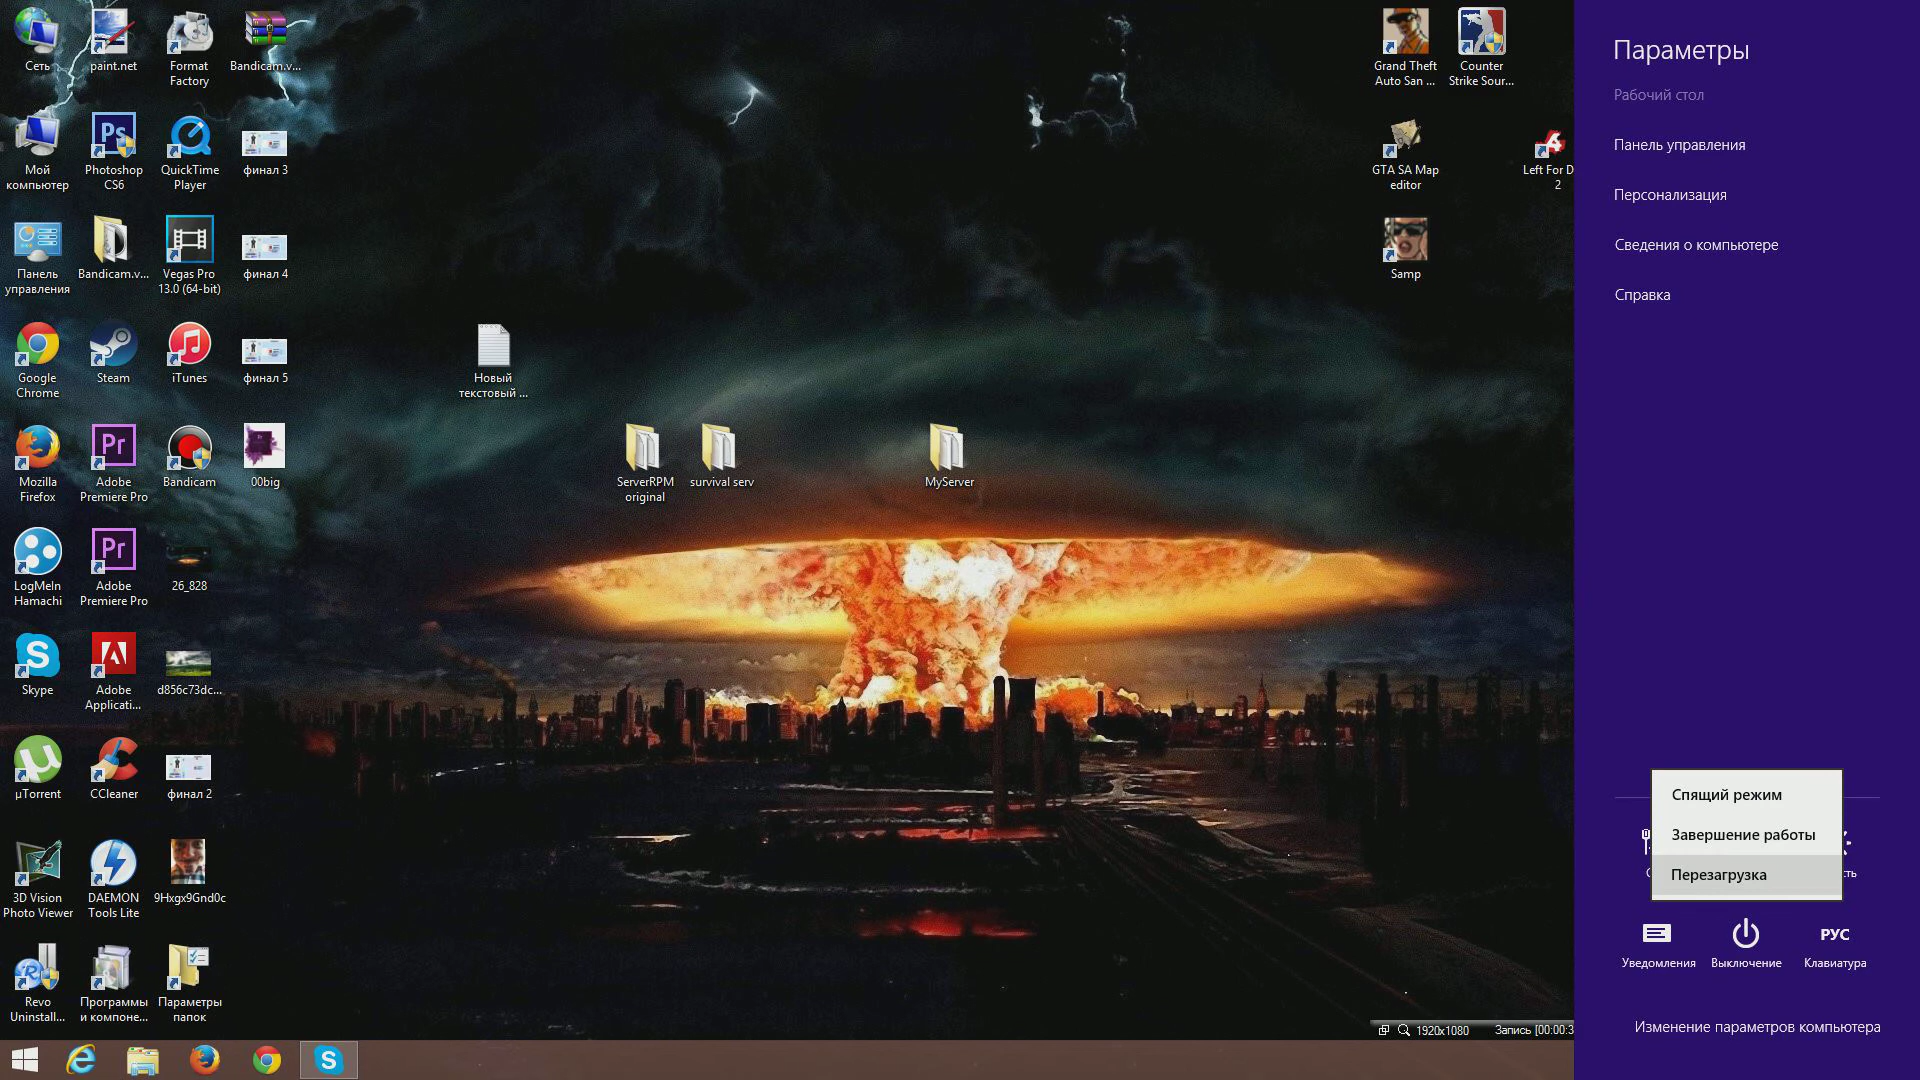 Сеть
paint.net
Format
Factory
Bandicam.v...
Мой
компьютер
Ps
Photoshop
CS6
QuickTime
Player
финал 3
Панель
управления
Bandicam.v...
Vegas Pro
13.0 (64-bit)
финал 4
Google
Chrome
Steam
iTunes
финал 5
Mozilla
Firefox
Pr
Adobe
Premiere Pro
Bandicam
00big
LogMeIn
Hamachi
Pr
Adobe
Premiere Pro
26_828
Skype
Adobe
Applicati...
d856c73dc...
µTorrent
CCleaner
финал 2
3D Vision
Photo Viewer
DAEMON
Tools Lite
9Hxgx9Gnd0c
Revo
Uninstall...
Программы
и компоне...
Параметры
папок
Новый
текстовый ...
ServerRPM
original
survival serv
MyServer
Grand Theft
Auto San ...
Counter
Strike Sour...
GTA SA Map
editor
Left For D
2
Samp
1920x1080
Запись [00:00:3
Параметры
Рабочий стол
Панель управления
Персонализация
Сведения о компьютере
Справка
Спящий режим
Завершение работы
Перезагрузка
Уведомления
Выключение
РУС
Клавиатура
Изменение параметров компьютера